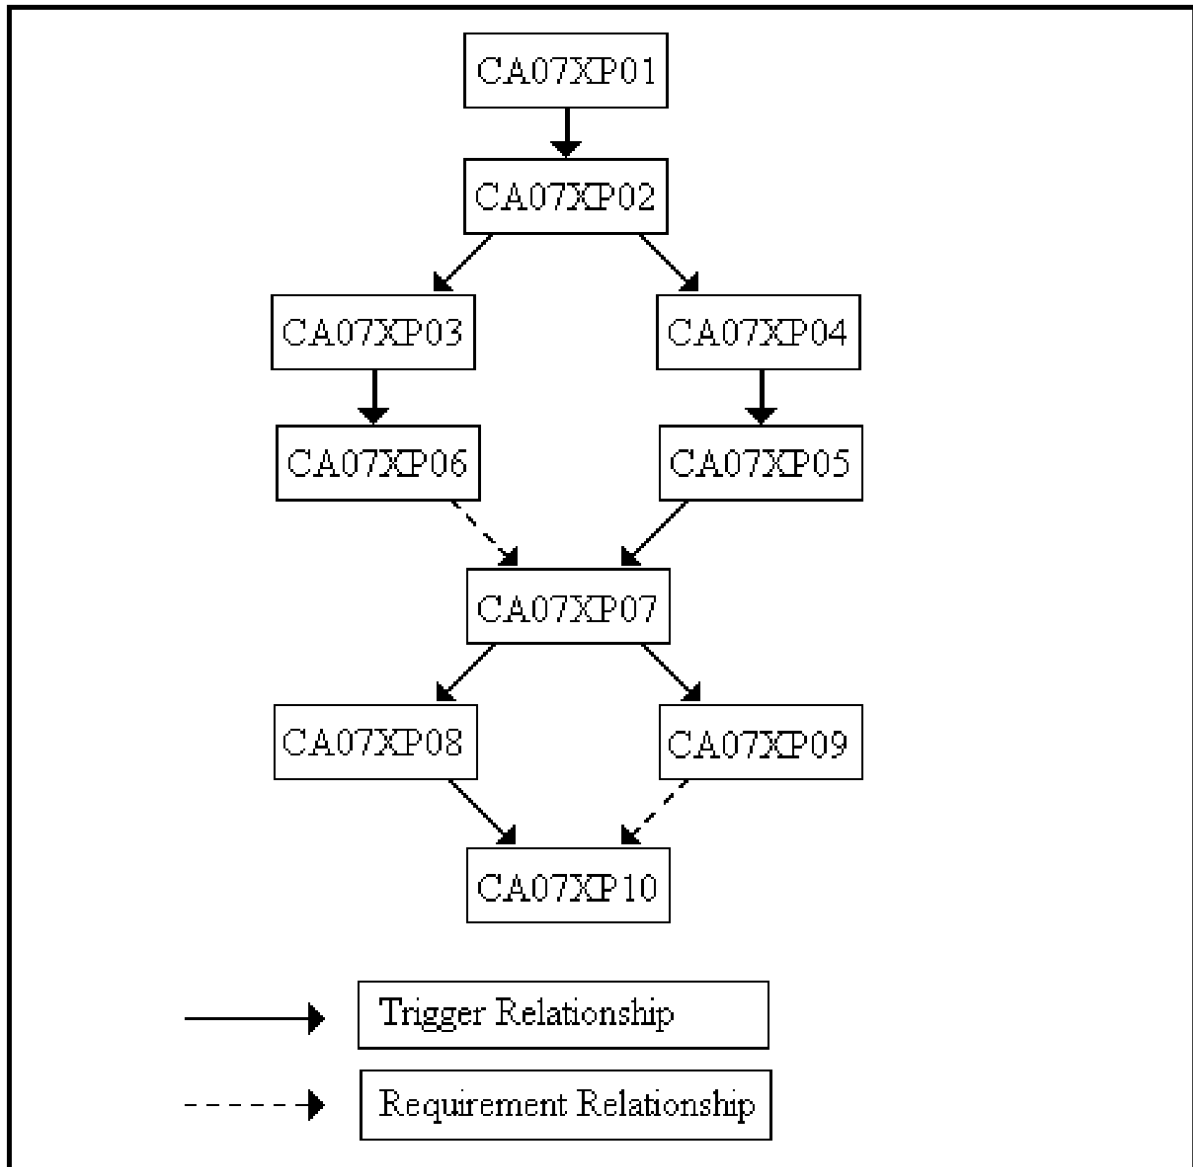 CA07XP01
CA07XP02
CA07XP03 CA07XP04
CA07XP06 CA07XP05
CA07XP07
CA07XP08 CA07XP09
CA07XP10
Trigger Relationship
Requirement Relationship